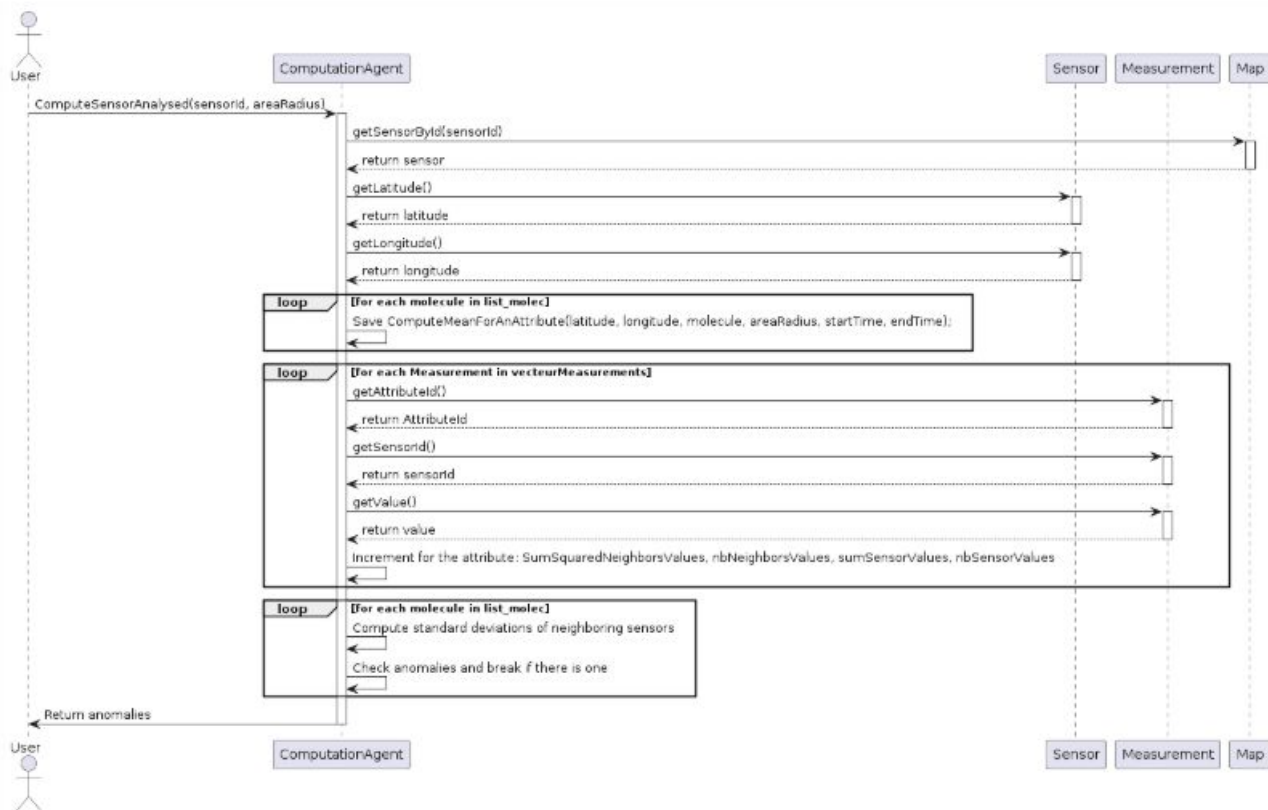 User
ComputationAgent
Sensor
Measurement
Map
ComputeSensorAnalysed(sensorId, areaRadius)
getSensorById(sensorId)
return sensor
getLatitude()
return latitude
getLongitude()
return longitude
loop [for each molecule in list_molec]
Save ComputeMeanForAnAttribute(latitude, longitude, molecule, areaRadius, startTime, endTime);
loop [for each Measurement in vecteurMeasurements]
getAttributeId()
return AttributeId
getSensorId()
return sensorId
getValue()
return value
Increment for the attribute: SumSquaredNeighborsValues, nbNeighborsValues, sumSensorValues, nbSensorValues
loop [for each molecule in list_molec]
Compute standard deviations of neighboring sensors
Check anomalies and break if there is one
Return anomalies
User
ComputationAgent
Sensor
Measurement
Map